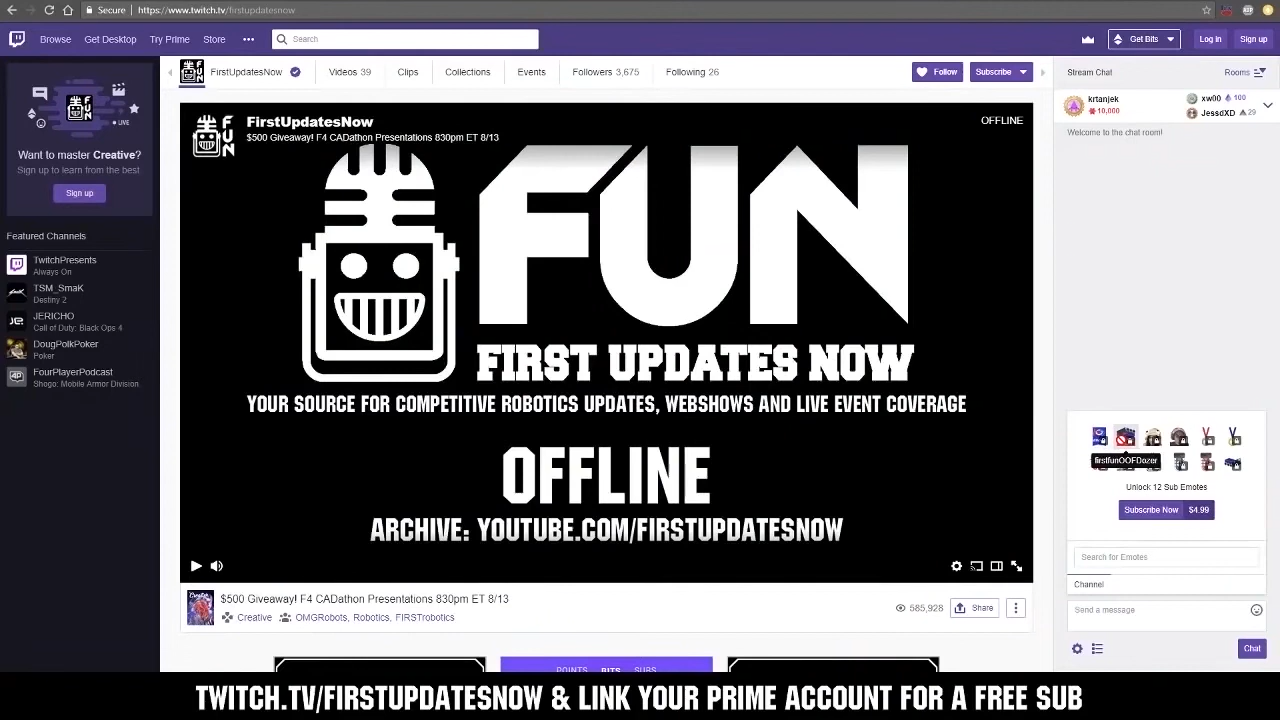 Secure
https://www.twitch.tv/firstupdatesnow
Browse
Get Desktop
Try Prime
Store
Search
Get Bits
Log in
Sign up
FUN
FirstUpdatesNow
Videos 39
Clips
Collections
Events
Followers 3,675
Following 26
Follow
Subscribe
Stream Chat
Rooms
krtanjek
10,000
xw00 100
JessdXD 29
Welcome to the chat room!
FUN
LIVE
Want to master Creative?
Sign up to learn from the best
Sign up
Featured Channels
TwitchPresents
Always On
TSM_SmaK
Destiny 2
JERICHO
Call of Duty: Black Ops 4
DougPolkPoker
Poker
FourPlayerPodcast
Shogo: Mobile Armor Division
FUN
FirstUpdatesNow
$500 Giveaway! F4 CADathon Presentations 830pm ET 8/13
OFFLINE
FUN
FIRST UPDATES NOW
YOUR SOURCE FOR COMPETITIVE ROBOTICS UPDATES, WEBSHOWS AND LIVE EVENT COVERAGE
OFFLINE
ARCHIVE: YOUTUBE.COM/FIRSTUPDATESNOW
$500 Giveaway! F4 CADathon Presentations 830pm ET 8/13
Creative
OMGRobots, Robotics, FIRSTrobotics
585,928
Share
POINTS BITS SUBS
firstfunOOFDozer
Unlock 12 Sub Emotes
Subscribe Now $4.99
Search for Emotes
Channel
Send a message
Chat
TWITCH.TV/FIRSTUPDATESNOW & LINK YOUR PRIME ACCOUNT FOR A FREE SUB